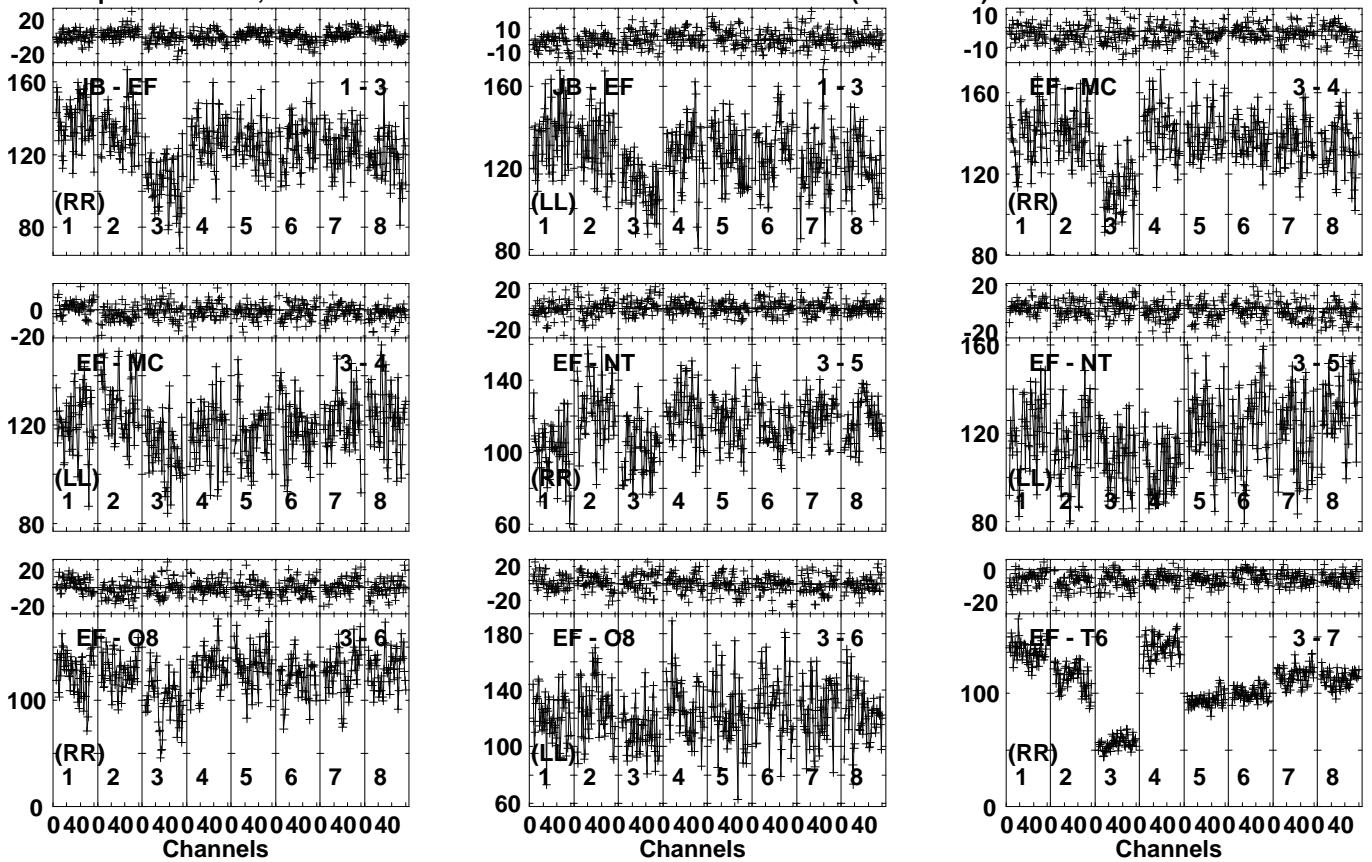 20 10 10
-20 -10 -10
160 JB - EF 1 - 3 160 JB - EF 1 - 3 160 EF - MC 3 - 4
120 120 120
(RR) (LL) (RR)
80 1 2 3 4 5 6 7 8 80 1 2 3 4 5 6 7 8 80 1 2 3 4 5 6 7 8
0 20 20
-20 -20 -20
EF - MC 3 - 4 EF - NT 3 - 5 160 EF - NT 3 - 5
120 140 120
100
(LL) (RR) (LL)
80 1 2 3 4 5 6 7 8 60 1 2 3 4 5 6 7 8 80 1 2 3 4 5 6 7 8
20 20 0
-20 -20 -20
EF - O8 3 - 6 180 EF - O8 3 - 6 EF - T6 3 - 7
100 140 100
100
(RR) (LL) (RR)
0 1 2 3 4 5 6 7 8 60 1 2 3 4 5 6 7 8 0 1 2 3 4 5 6 7 8
0 40 0 40 0 40 0 40 0 40 0 40 0 40 0 40 0 40 0 40 0 40 0 40 0 40 0 40 0 40 0 40 0 40 0 40 0 40 0 40 0 40 0 40 0 40 0 40
Channels Channels Channels